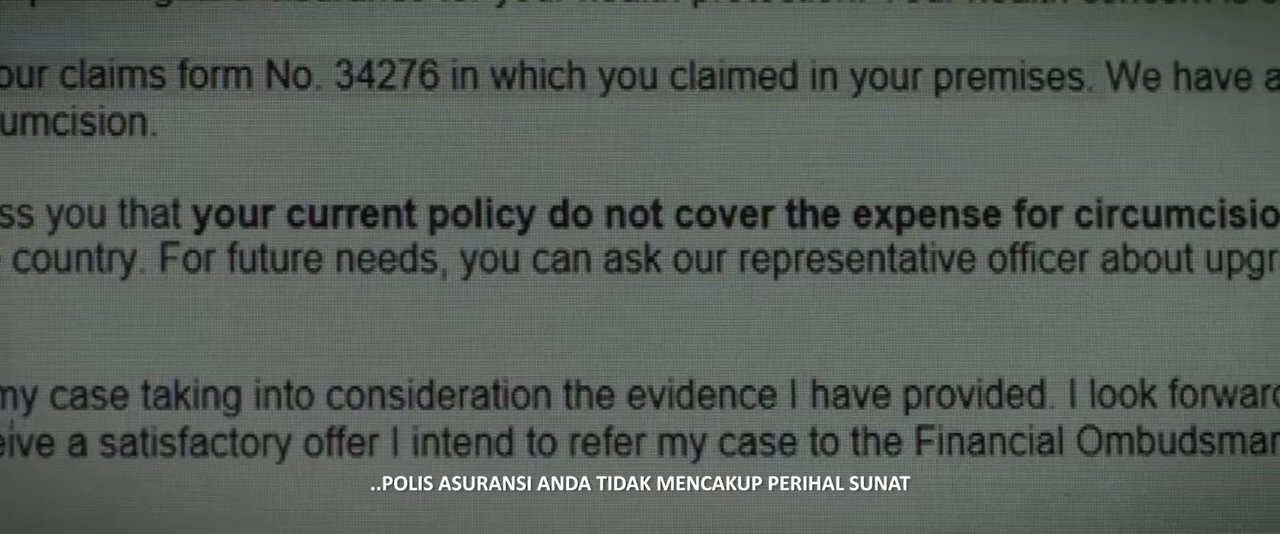 our claims form No. 34276 in which you claimed in your premises. We have a
umcision.
ss you that your current policy do not cover the expense for circumcisio
country. For future needs, you can ask our representative officer about upgr
my case taking into consideration the evidence I have provided. I look forward
eive a satisfactory offer I intend to refer my case to the Financial Ombudsman
..POLIS ASURANSI ANDA TIDAK MENCAKUP PERIHAL SUNAT